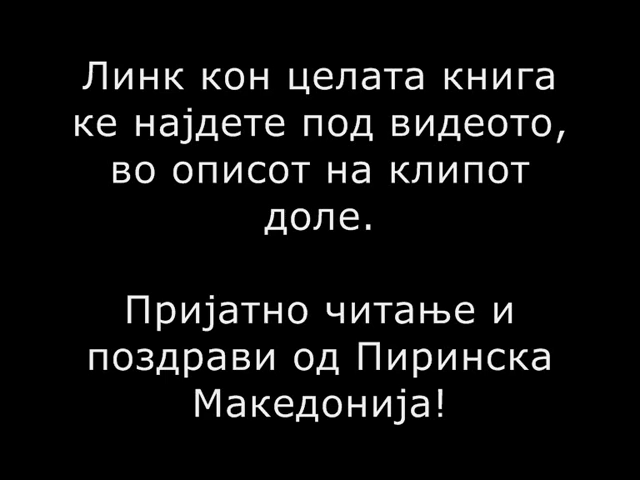 Линк кон целата книга
ке најдете под видеото,
во описот на клипот
доле.
Пријатно читање и
поздрави од Пиринска
Македонија!